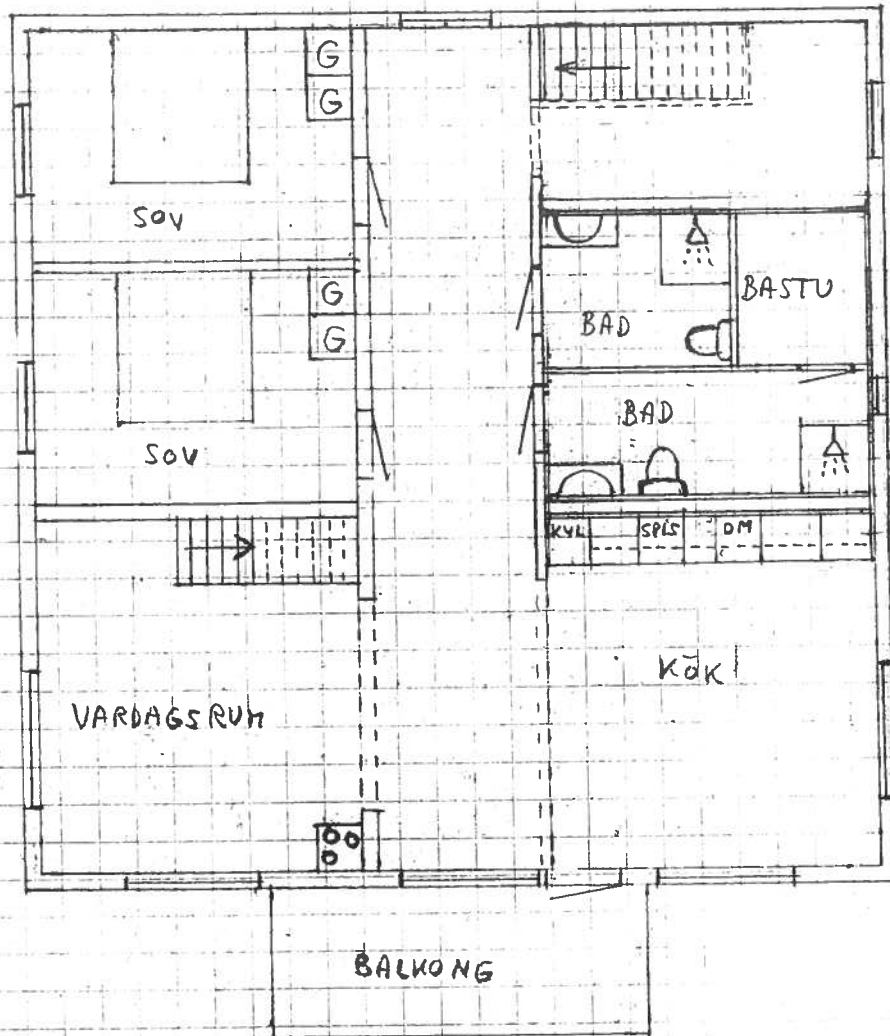 G
G
SOV
G
G
SOV
BAD
BASTU
BAD
KYL
SPIS
DM
KÖK
VARDAGSRUM
BALKONG